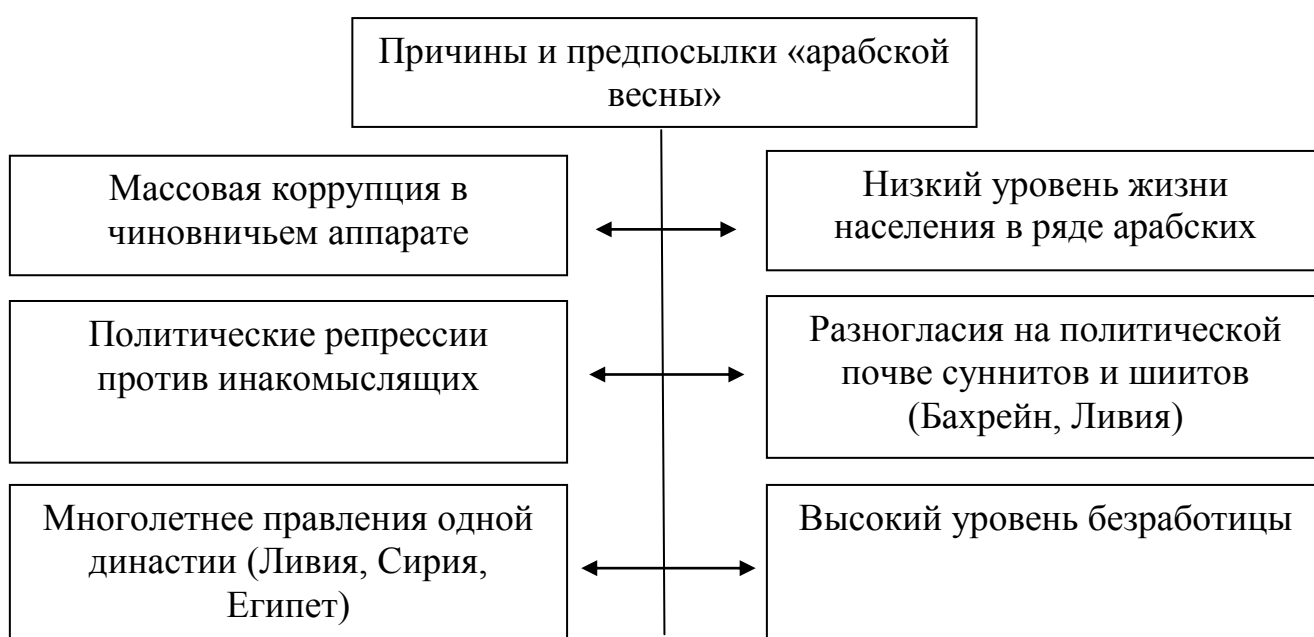 Причины и предпосылки «арабской
весны»
Массовая коррупция в
чиновничьем аппарате
Низкий уровень жизни
населения в ряде арабских
Политические репрессии
против инакомыслящих
Разногласия на политической
почве суннитов и шиитов
(Бахрейн, Ливия)
Многолетнее правления одной
династии (Ливия, Сирия,
Египет)
Высокий уровень безработицы